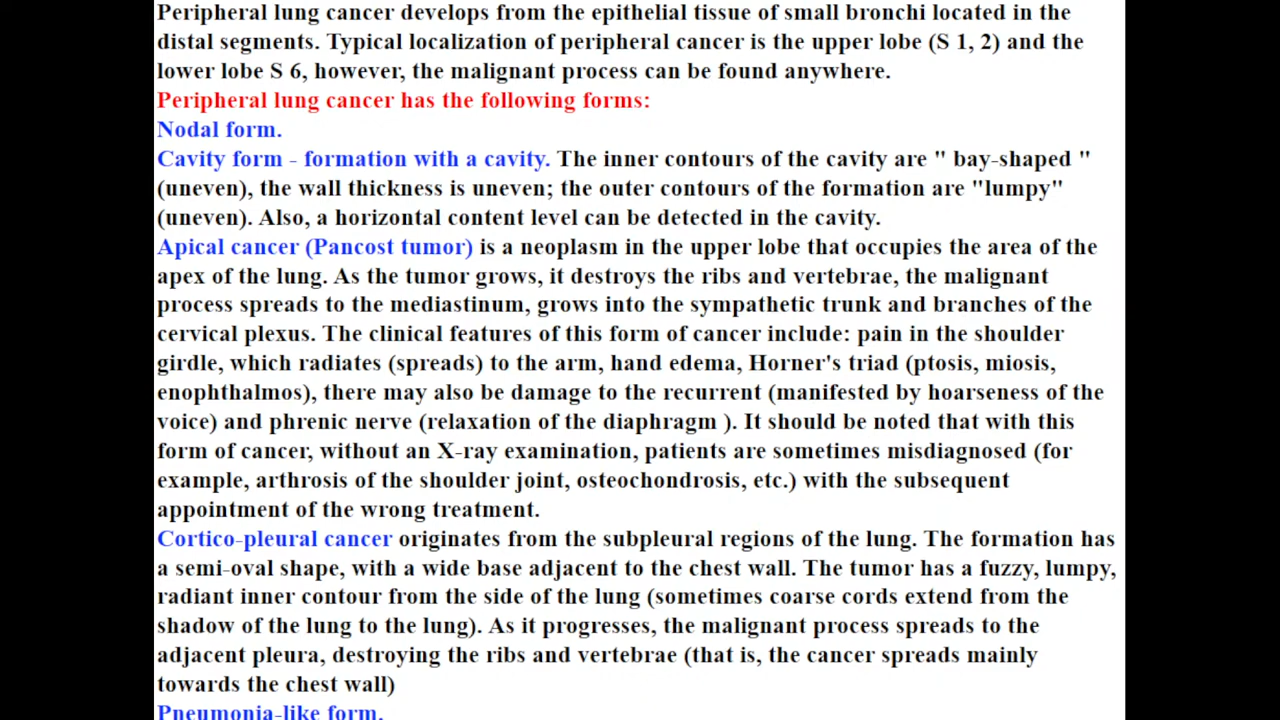 Peripheral lung cancer develops from the epithelial tissue of small bronchi located in the
distal segments. Typical localization of peripheral cancer is the upper lobe (S 1, 2) and the
lower lobe S 6, however, the malignant process can be found anywhere.
Peripheral lung cancer has the following forms:
Nodal form.
Cavity form - formation with a cavity. The inner contours of the cavity are " bay-shaped "
(uneven), the wall thickness is uneven; the outer contours of the formation are "lumpy"
(uneven). Also, a horizontal content level can be detected in the cavity.
Apical cancer (Pancost tumor) is a neoplasm in the upper lobe that occupies the area of the
apex of the lung. As the tumor grows, it destroys the ribs and vertebrae, the malignant
process spreads to the mediastinum, grows into the sympathetic trunk and branches of the
cervical plexus. The clinical features of this form of cancer include: pain in the shoulder
girdle, which radiates (spreads) to the arm, hand edema, Horner's triad (ptosis, miosis,
enophthalmos), there may also be damage to the recurrent (manifested by hoarseness of the
voice) and phrenic nerve (relaxation of the diaphragm ). It should be noted that with this
form of cancer, without an X-ray examination, patients are sometimes misdiagnosed (for
example, arthrosis of the shoulder joint, osteochondrosis, etc.) with the subsequent
appointment of the wrong treatment.
Cortico-pleural cancer originates from the subpleural regions of the lung. The formation has
a semi-oval shape, with a wide base adjacent to the chest wall. The tumor has a fuzzy, lumpy,
radiant inner contour from the side of the lung (sometimes coarse cords extend from the
shadow of the lung to the lung). As it progresses, the malignant process spreads to the
adjacent pleura, destroying the ribs and vertebrae (that is, the cancer spreads mainly
towards the chest wall)
Pneumonia-like form.